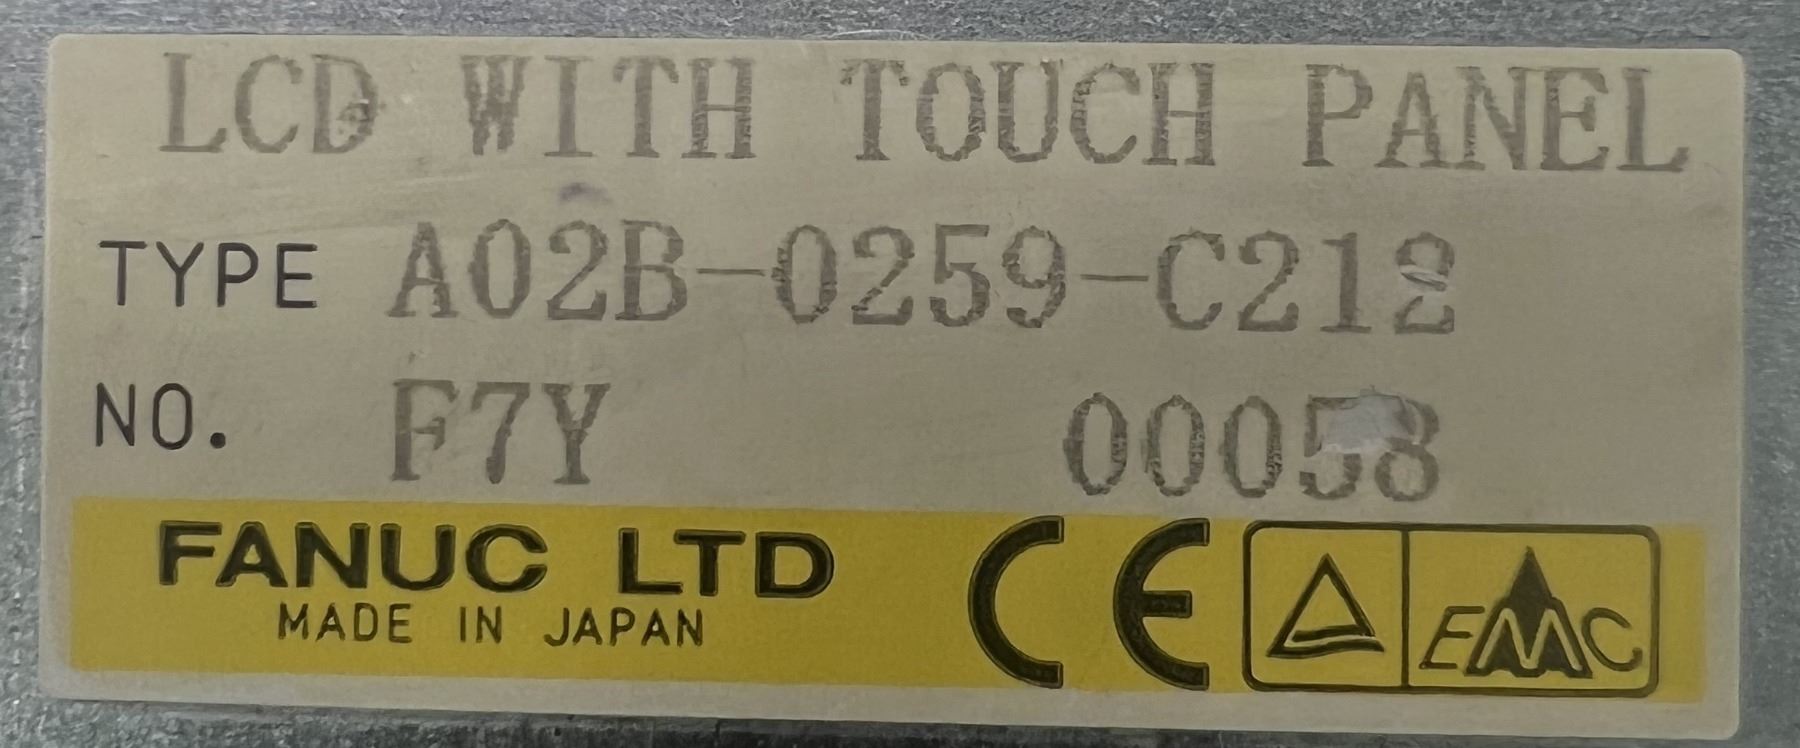 LCD WITH TOUCH PANEL
TYPE A02B-0259-C212
NO. F7Y 00058
FANUC LTD
MADE IN JAPAN
CE
EMC